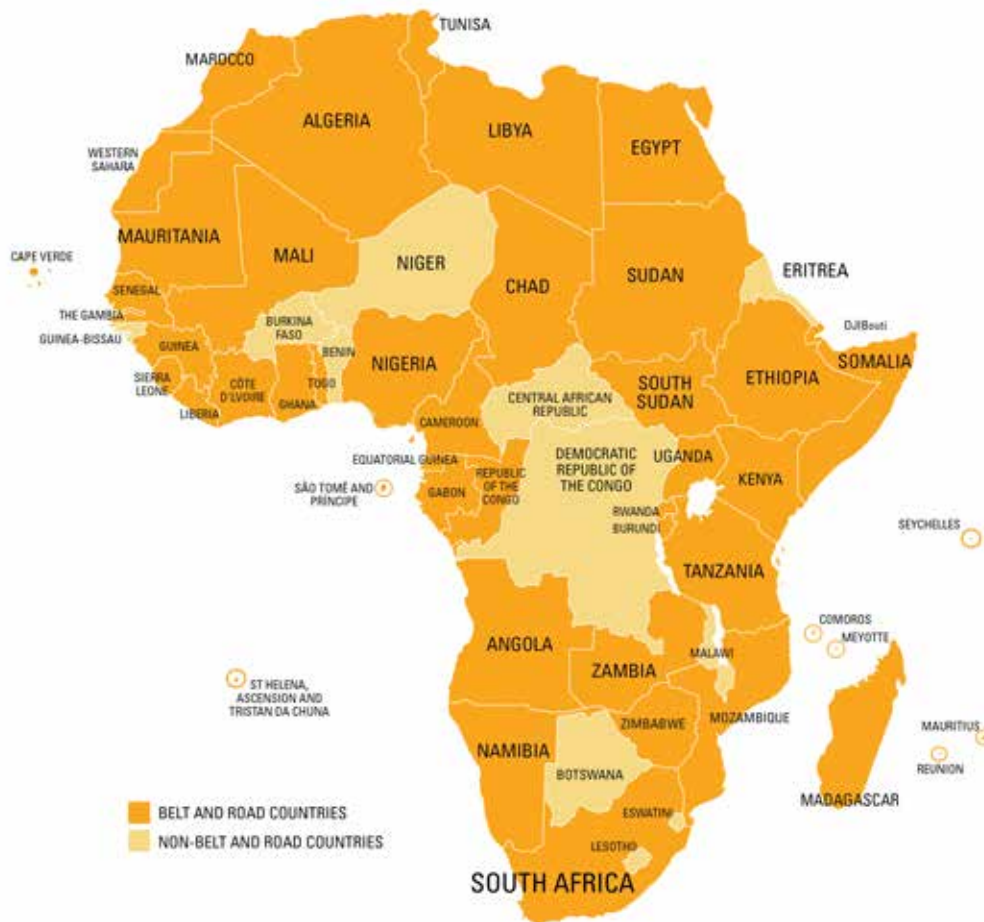 TUNISA
MAROCCO
ALGERIA
LIBYA
EGYPT
WESTERN
SAHARA
MAURITANIA
MALI
NIGER
CHAD
SUDAN
ERITREA
CAPE VERDE
SENEGAL
THE GAMBIA
GUINEA-BISSAU
GUINEA
BURKINA
FASO
BENIN
NIGERIA
DJIBouti
SOMALIA
SIERRA
LEONE
LIBERIA
CÔTE
D'LVOIRE
GHANA
TOGO
CENTRAL AFRICAN
REPUBLIC
SOUTH
SUDAN
ETHIOPIA
CAMEROON
EQUATORIAL GUINEA
SÃO TOMÉ AND
PRÍNCIPE
GABON
REPUBLIC
OF THE
CONGO
DEMOCRATIC
REPUBLIC OF
THE CONGO
UGANDA
KENYA
RWANDA
BURUNDI
SEYCHELLES
TANZANIA
COMOROS
MEYOTTE
ANGOLA
ZAMBIA
MALAWI
ST HELENA,
ASCENSION AND
TRISTAN DA CHUNA
MOZAMBIQUE
ZIMBABWE
NAMIBIA
BOTSWANA
MAURITIUS
REUNION
MADAGASCAR
BELT AND ROAD COUNTRIES
NON-BELT AND ROAD COUNTRIES
ESWATINI
LESOTHO
SOUTH AFRICA